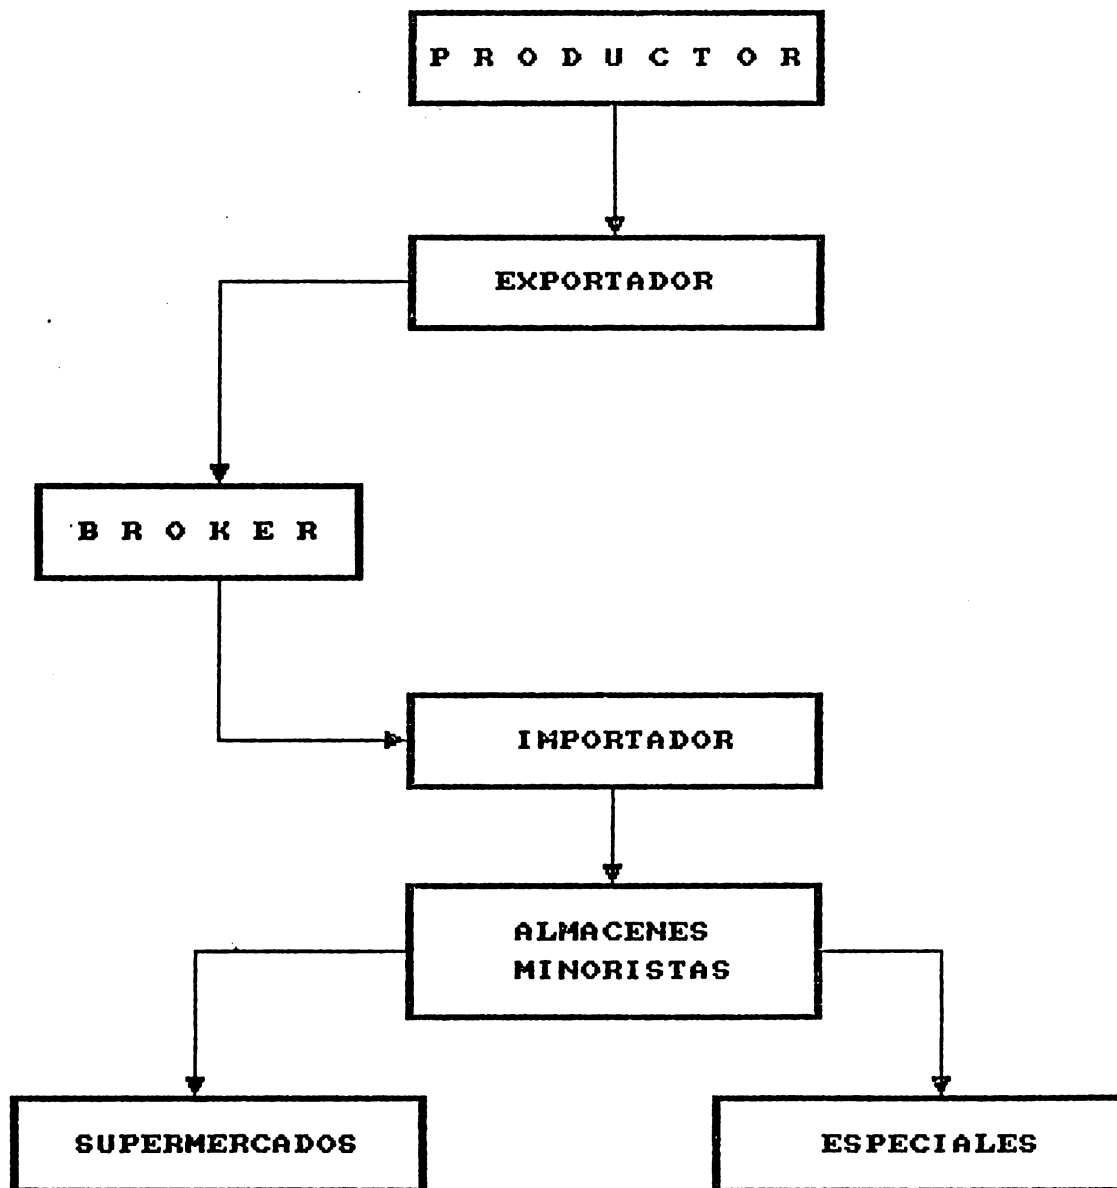 P R O D U C T O R
EXPORTADOR
B R O K E R
IMPORTADOR
ALMACENES
MINORISTAS
SUPERMERCADOS
ESPECIALES